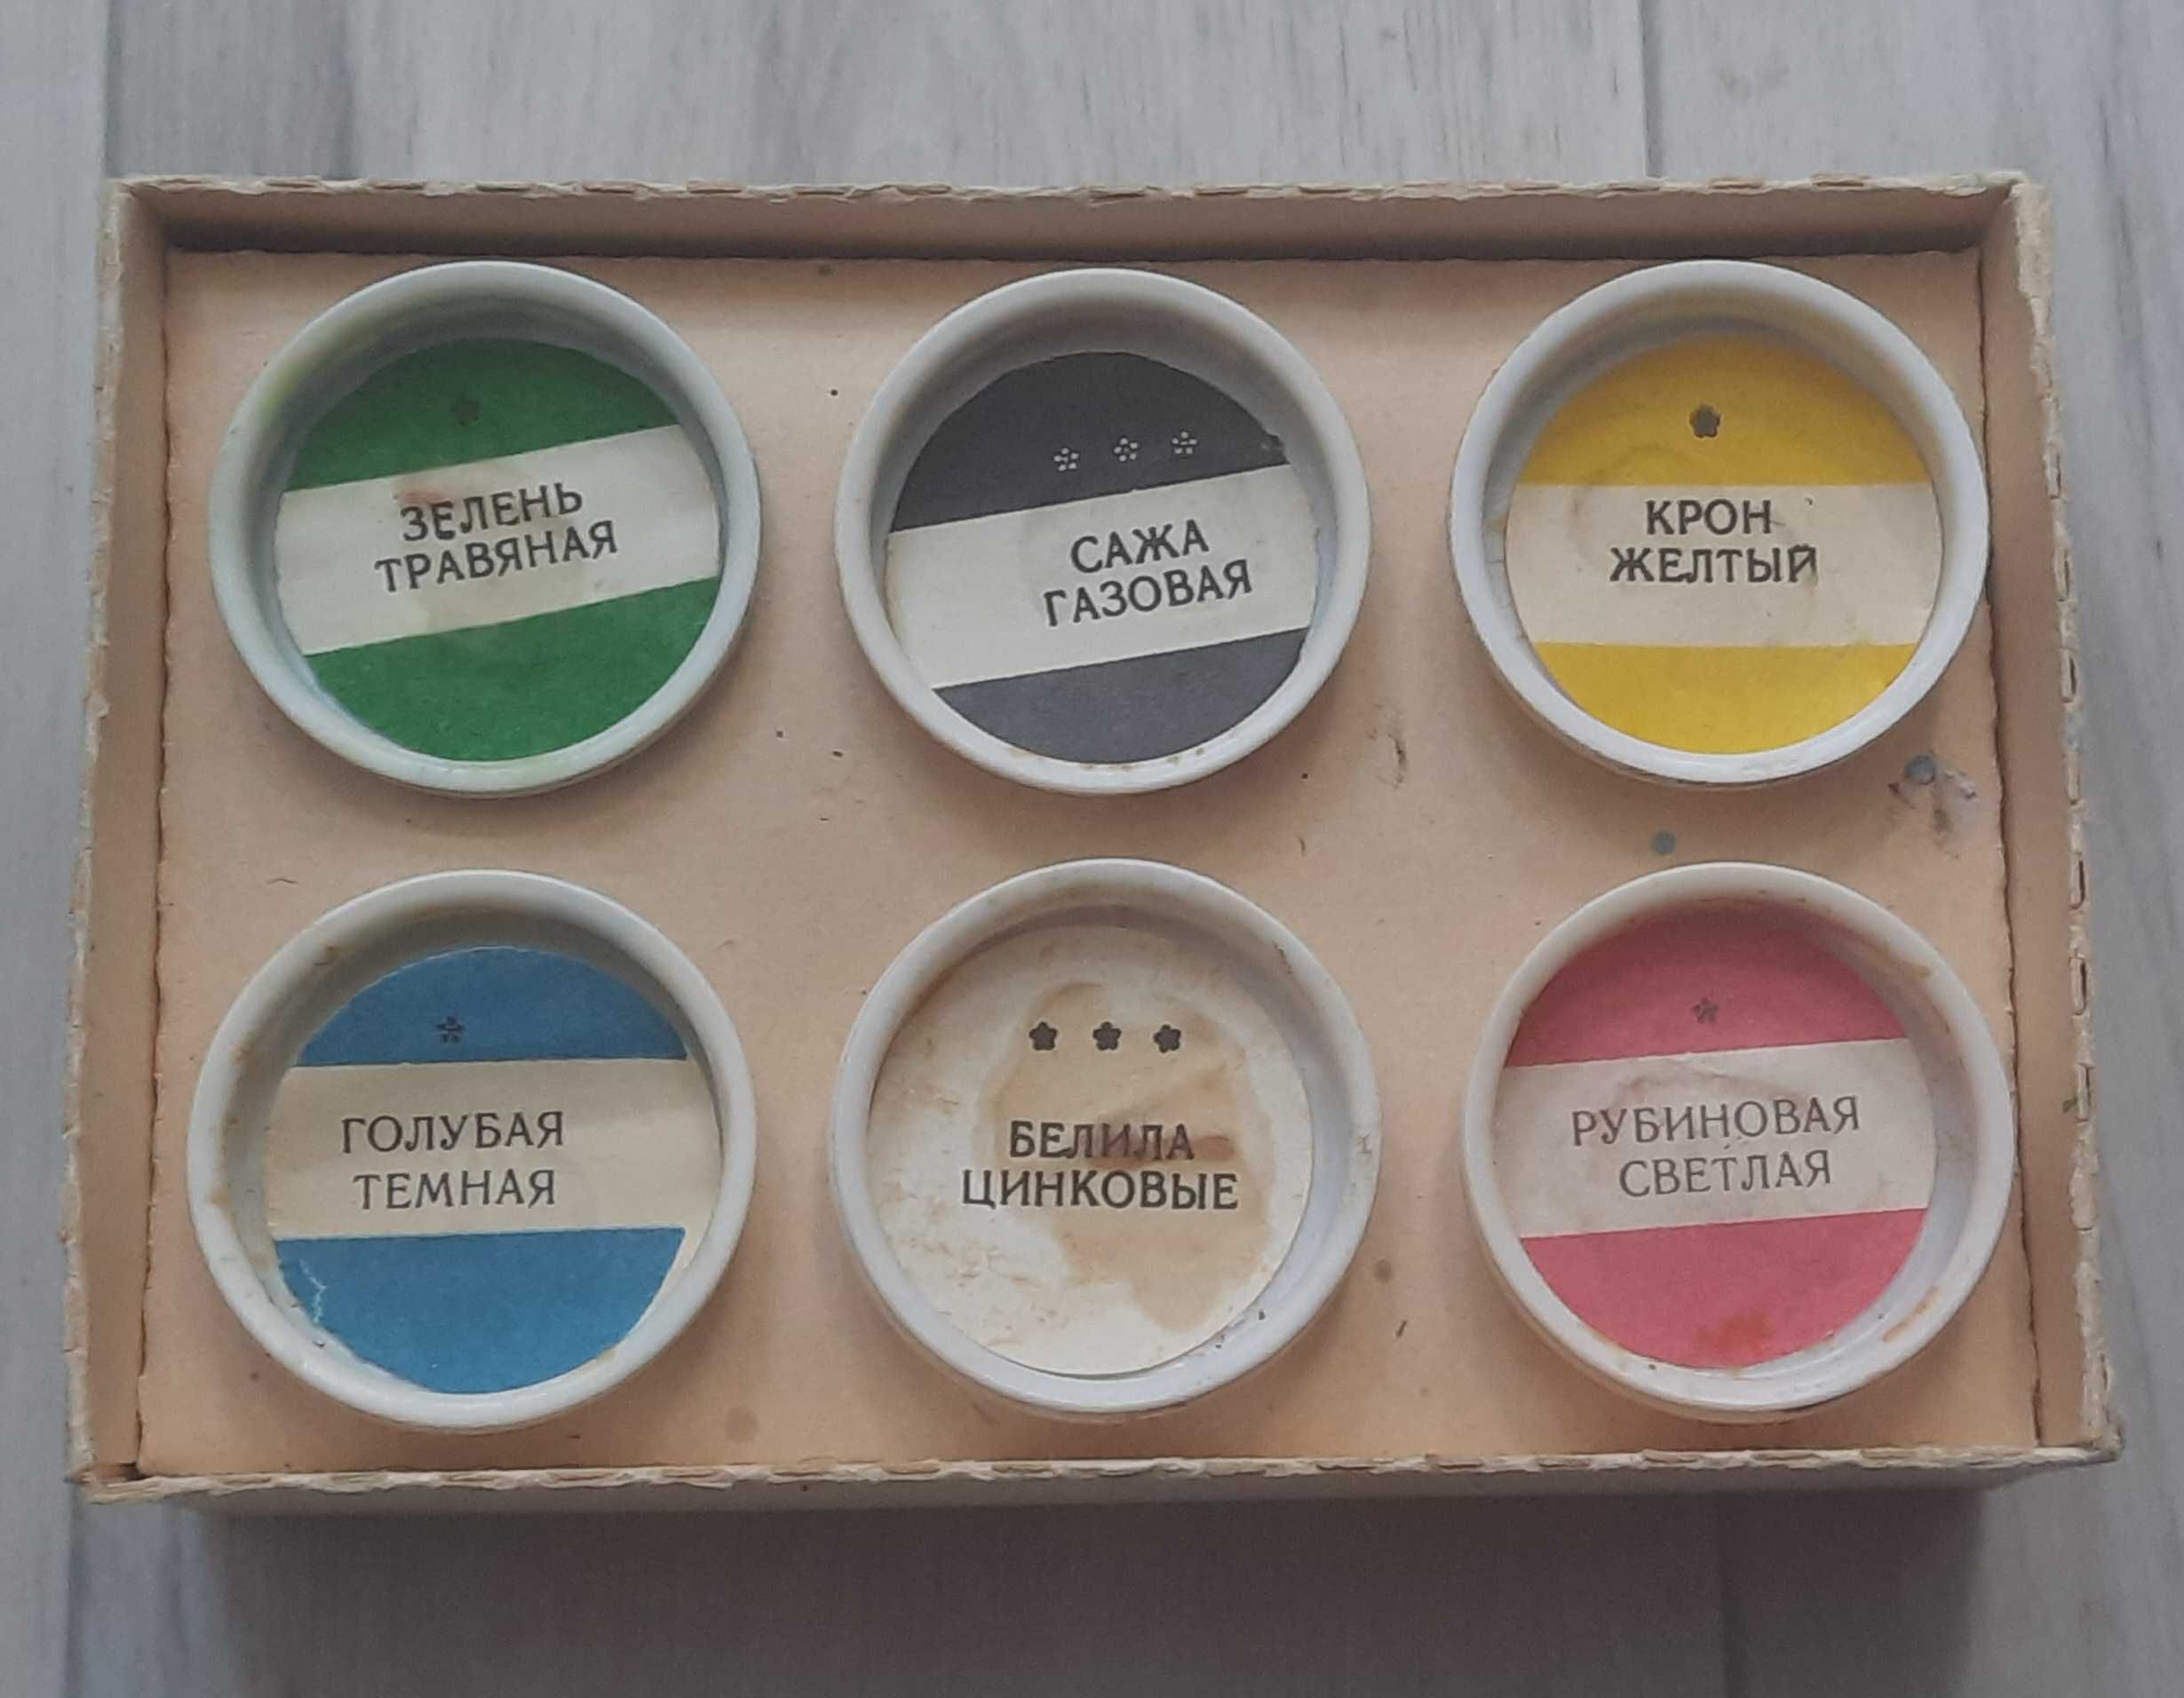 ЗЕЛЕНЬ
ТРАВЯНАЯ
САЖА
ГАЗОВАЯ
КРОН
ЖЕЛТЫЙ
ГОЛУБАЯ
ТЕМНАЯ
БЕЛИЛА
ЦИНКОВЫЕ
РУБИНОВАЯ
СВЕТЛАЯ